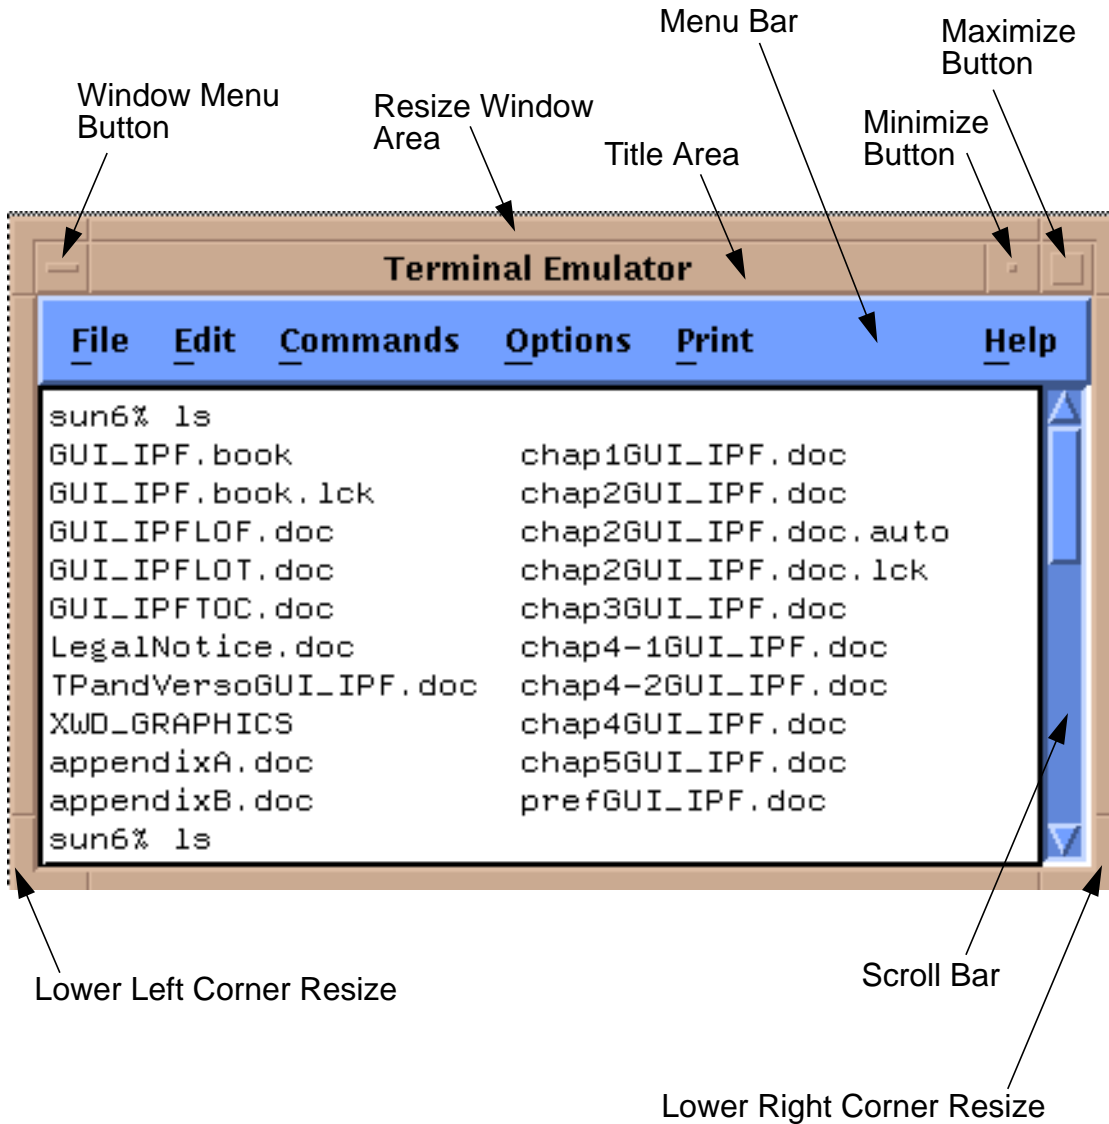 Menu Bar
Maximize
Button
Window Menu
Button
Resize Window
Area
Title Area
Minimize
Button
Terminal Emulator
File Edit Commands Options Print Help
sun6% ls
GUI_IPF.book chap1GUI_IPF.doc
GUI_IPF.book.lck chap2GUI_IPF.doc
GUI_IPFLOF.doc chap2GUI_IPF.doc.auto
GUI_IPFLOT.doc chap2GUI_IPF.doc.lck
GUI_IPFTOC.doc chap3GUI_IPF.doc
LegalNotice.doc chap4-1GUI_IPF.doc
TPandVersoGUI_IPF.doc chap4-2GUI_IPF.doc
XWD_GRAPHICS chap4GUI_IPF.doc
appendixA.doc chap5GUI_IPF.doc
appendixB.doc prefGUI_IPF.doc
sun6% ls
Lower Left Corner Resize
Scroll Bar
Lower Right Corner Resize